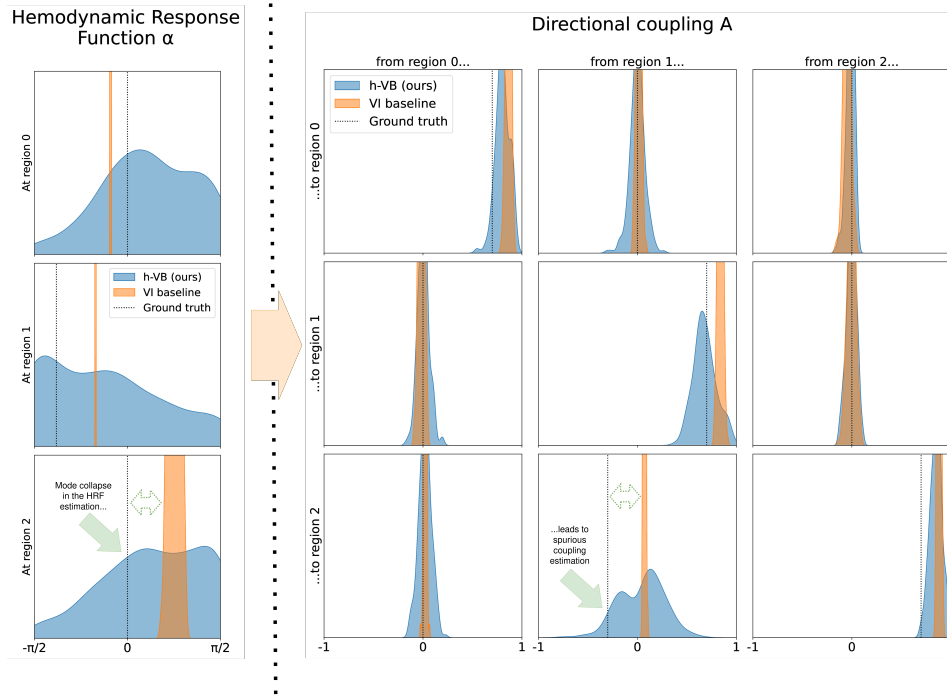 Hemodynamic Response
Function α
At region 0
At region 1
h-VB (ours)
VI baseline
Ground truth
At region 2
Mode collapse
in the HRF
estimation...
-π/2
0
π/2
Directional coupling A
from region 0...
from region 1...
from region 2...
...to region 0
h-VB (ours)
VI baseline
Ground truth
...to region 1
...to region 2
...leads to
spurious
coupling
estimation
-1
0
1
-1
0
1
-1
0
1